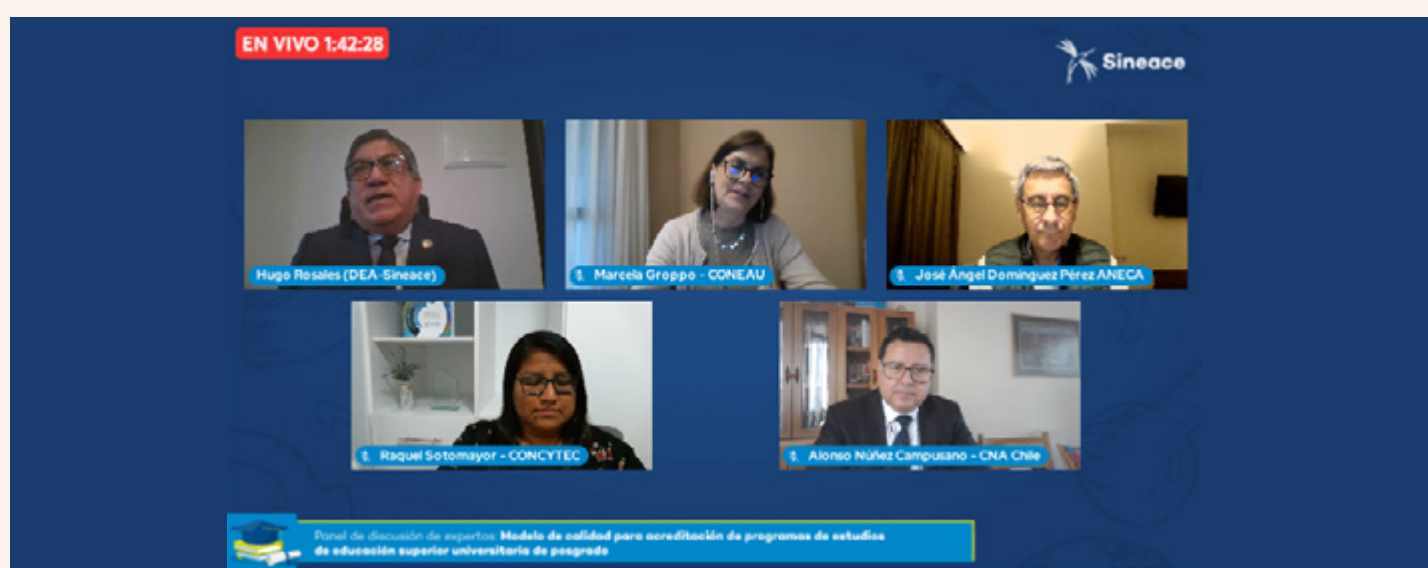 EN VIVO 1:42:28
Sineace
Hugo Rosales (DEA-Sineace)
Marcela Groppo - CONEAU
José Ángel Domínguez Pérez ANECA
Raquel Sotomayor - CONCYTEC
Alonso Núñez Campusano - CNA Chile
Panel de discusión de expertos: Modelo de calidad para acreditación de programas de estudios
de educación superior universitaria de posgrado